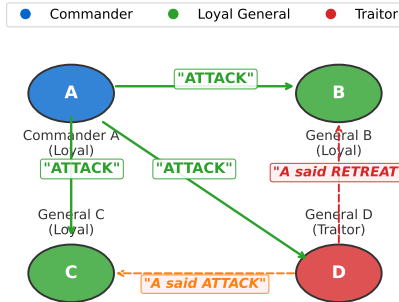 Commander
Loyal General
Traitor
A
"ATTACK"
B
Commander A
(Loyal)
General B
(Loyal)
"ATTACK"
"ATTACK"
"A said RETREAT
General C
(Loyal)
General D
(Traitor)
C
"A said ATTACK"
D